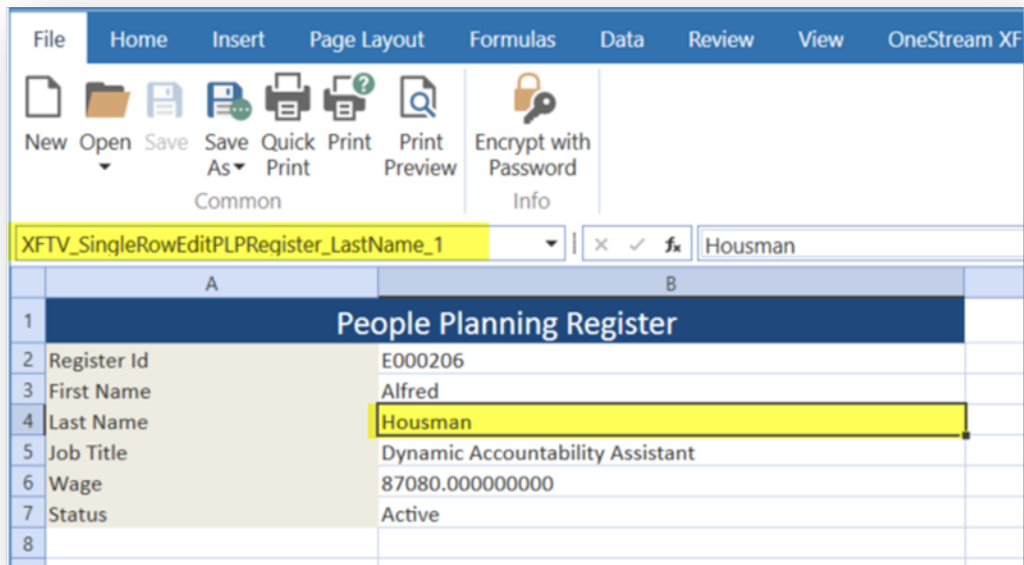 File Home Insert Page Layout Formulas Data Review View OneStream XF
New Open Save Save As Quick Print Print Print Preview Encrypt with Password
Common Info
XFTV_SingleRowEditPLPRegister_LastName_1 fx Housman
A B
1 People Planning Register
2 Register Id E000206
3 First Name Alfred
4 Last Name Housman
5 Job Title Dynamic Accountability Assistant
6 Wage 87080.000000000
7 Status Active
8